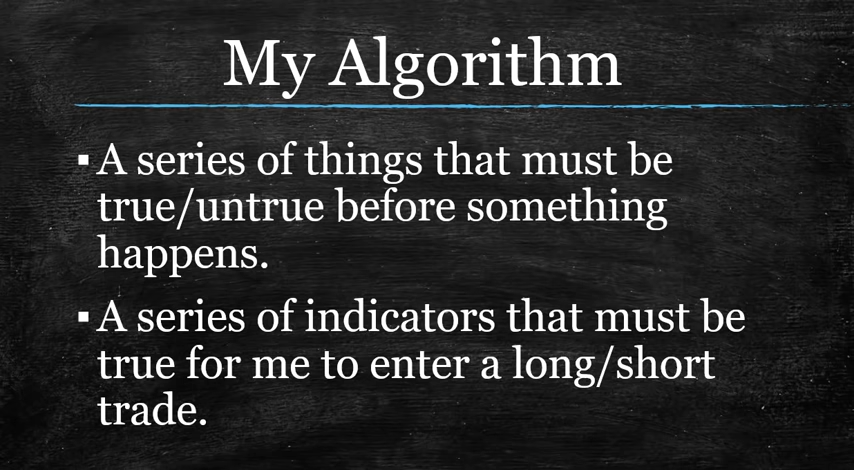 My Algorithm
▪ A series of things that must be
true/untrue before something
happens.
▪ A series of indicators that must be
true for me to enter a long/short
trade.